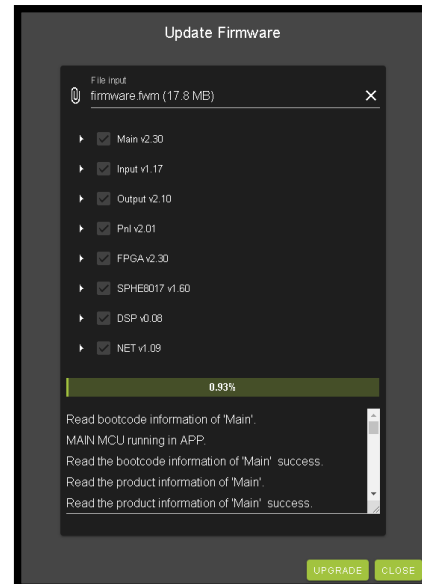 Update Firmware
File input
firmware.fwm (17.8 MB)
Main v2.30
Input v1.17
Output v2.10
Pnl v2.01
FPGA v2.30
SPHE8017 v1.60
DSP v0.08
NET v1.09
0.93%
Read bootcode information of 'Main'.
MAIN MCU running in APP.
Read the bootcode information of 'Main' success.
Read the product information of 'Main'.
Read the product information of 'Main' success.
UPGRADE CLOSE